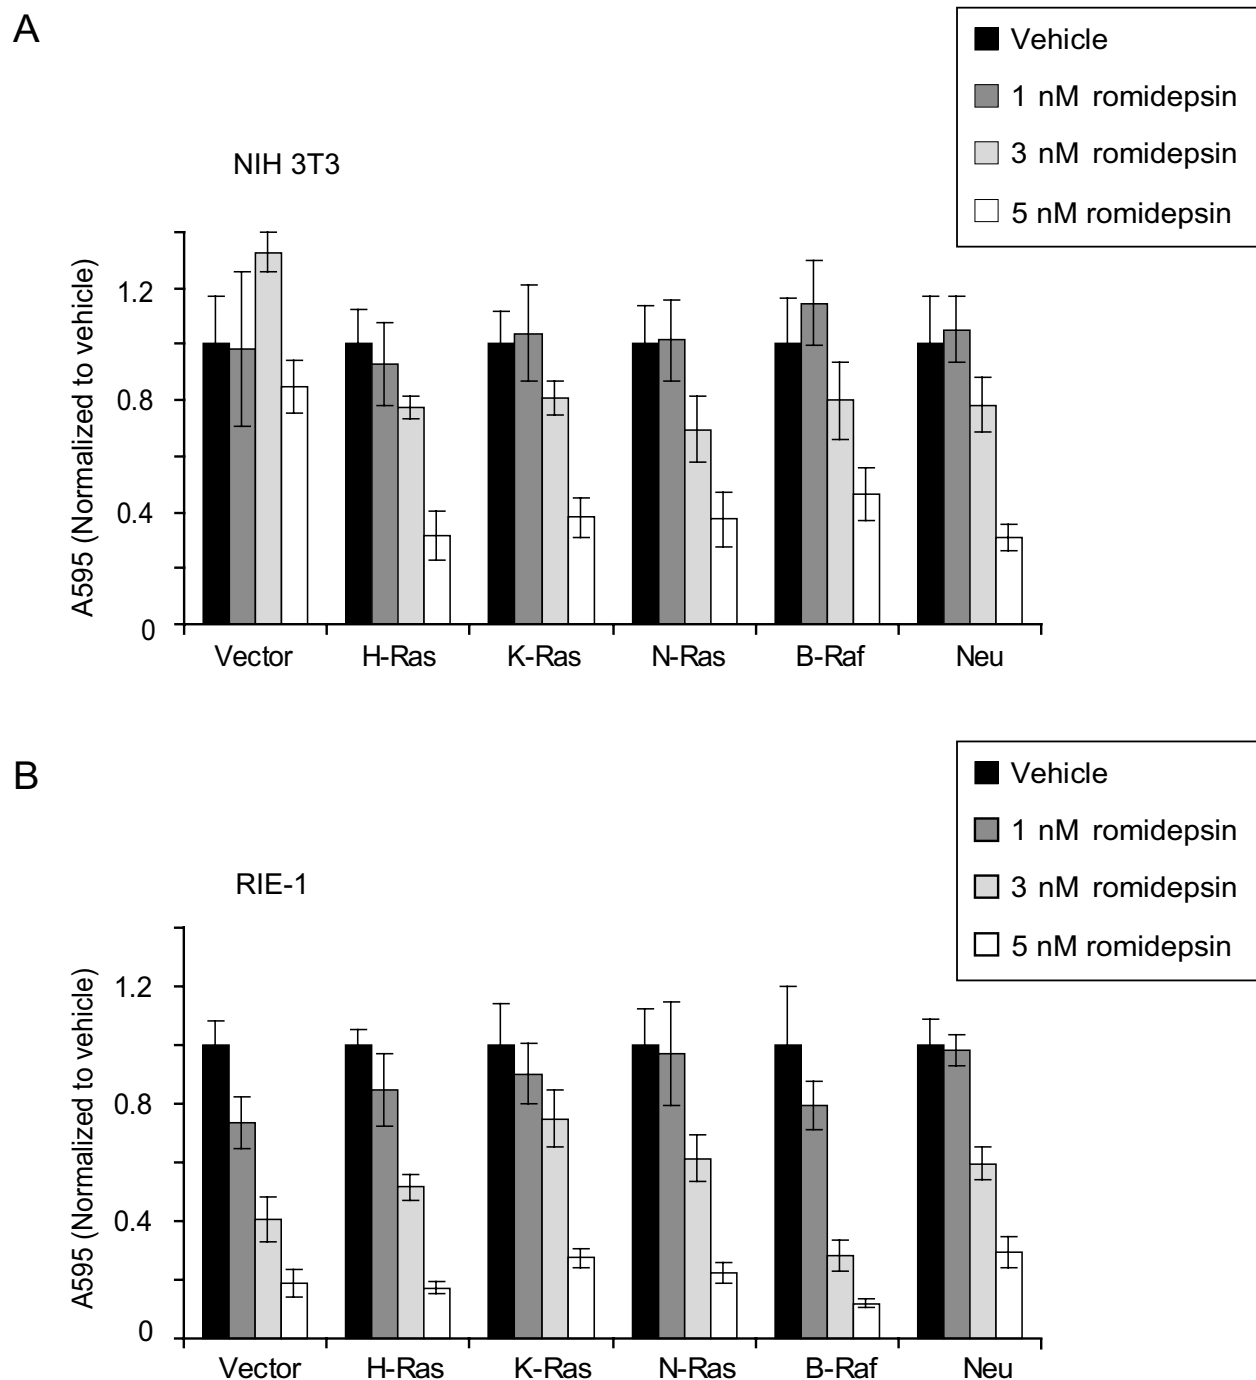 A
Vehicle
1 nM romidepsin
3 nM romidepsin
5 nM romidepsin
NIH 3T3
A595 (Normalized to vehicle)
1.2
0.8
0.4
0
Vector H-Ras K-Ras N-Ras B-Raf Neu
B
Vehicle
1 nM romidepsin
3 nM romidepsin
5 nM romidepsin
RIE-1
A595 (Normalized to vehicle)
1.2
0.8
0.4
0
Vector H-Ras K-Ras N-Ras B-Raf Neu